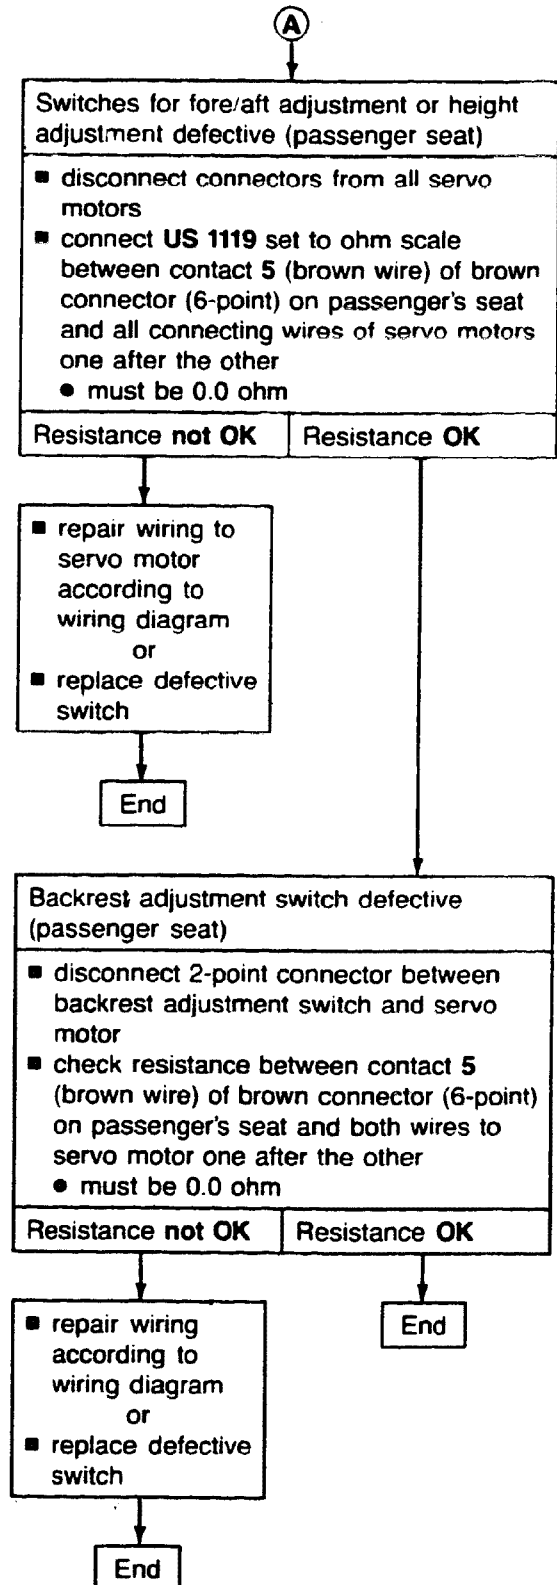 A
Switches for fore/aft adjustment or height
adjustment defective (passenger seat)
■ disconnect connectors from all servo
motors
■ connect US 1119 set to ohm scale
between contact 5 (brown wire) of brown
connector (6-point) on passenger's seat
and all connecting wires of servo motors
one after the other
● must be 0.0 ohm
Resistance not OK
Resistance OK
■ repair wiring to
servo motor
according to
wiring diagram
or
■ replace defective
switch
End
Backrest adjustment switch defective
(passenger seat)
■ disconnect 2-point connector between
backrest adjustment switch and servo
motor
■ check resistance between contact 5
(brown wire) of brown connector (6-point)
on passenger's seat and both wires to
servo motor one after the other
● must be 0.0 ohm
Resistance not OK
Resistance OK
■ repair wiring
according to
wiring diagram
or
■ replace defective
switch
End
End